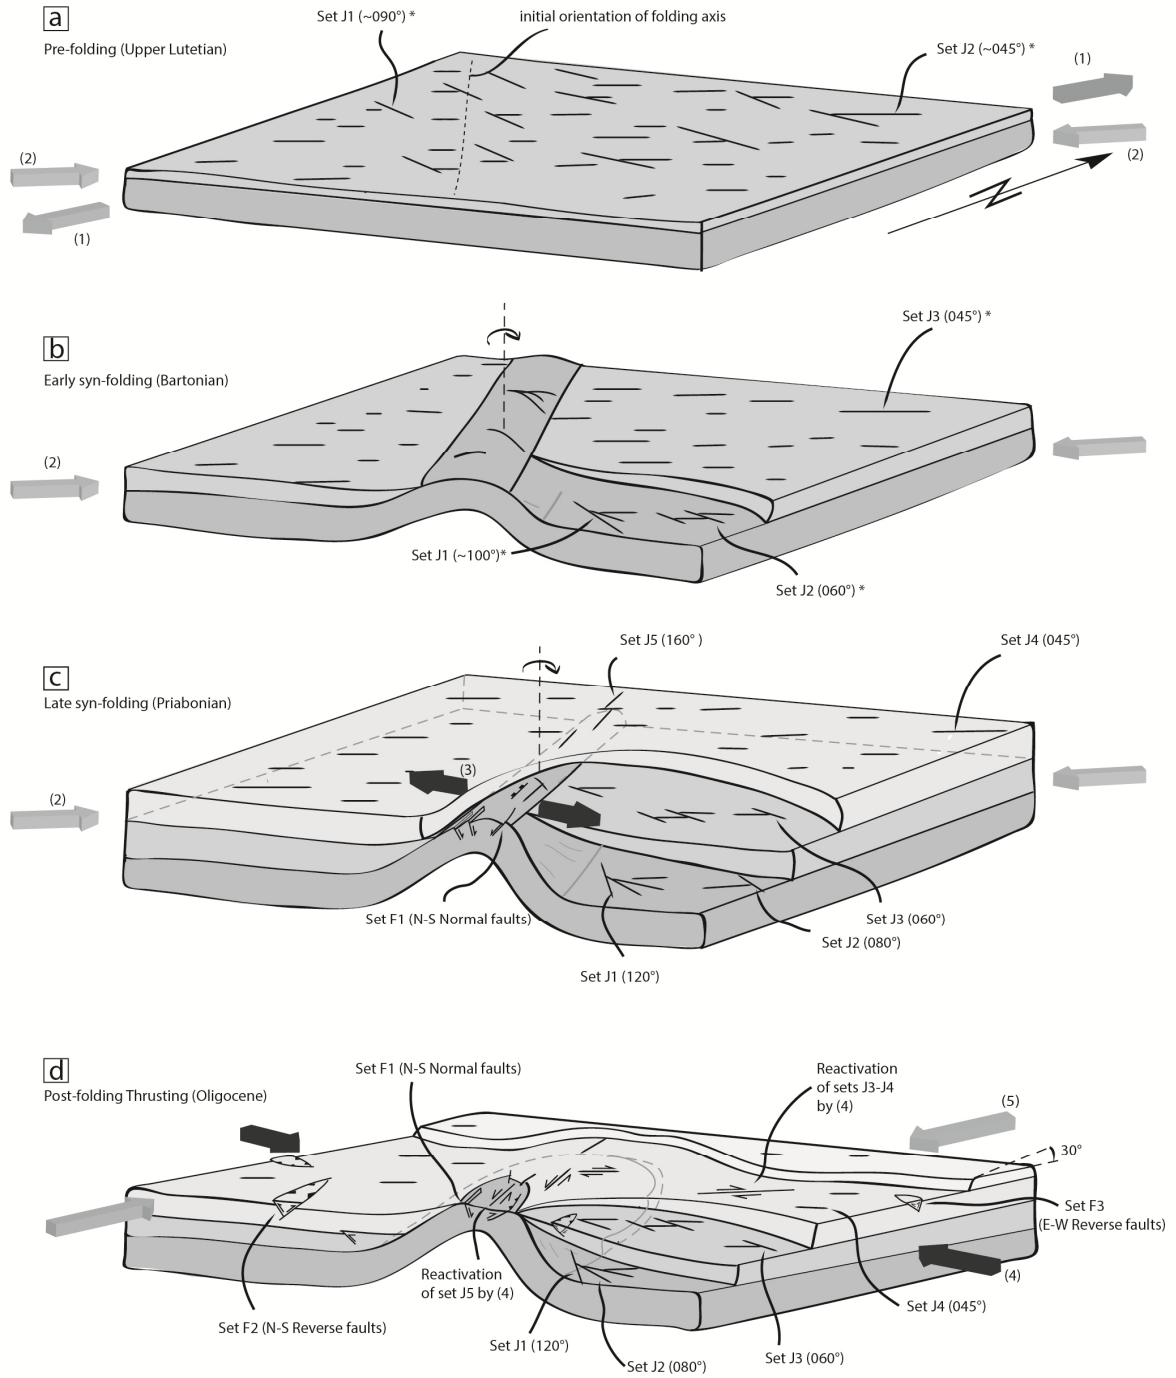 a
Set J1 (~090°) *
initial orientation of folding axis
Pre-folding (Upper Lutetian)
Set J2 (~045°) *
(1)
(2)
(2)
(1)
N
b
Set J3 (045°) *
Early syn-folding (Bartonian)
(2)
Set J1 (~100°)*
Set J2 (060°) *
c
Set J5 (160° )
Set J4 (045°)
Late syn-folding (Priabonian)
(3)
(2)
Set F1 (N-S Normal faults)
Set J3 (060°)
Set J2 (080°)
Set J1 (120°)
d
Set F1 (N-S Normal faults)
Reactivation
of sets J3-J4
by (4)
Post-folding Thrusting (Oligocene)
(5)
30°
Set F3
(E-W Reverse faults)
Reactivation
of set J5 by (4)
(4)
Set J4 (045°)
Set F2 (N-S Reverse faults)
Set J1 (120°)
Set J3 (060°)
Set J2 (080°)